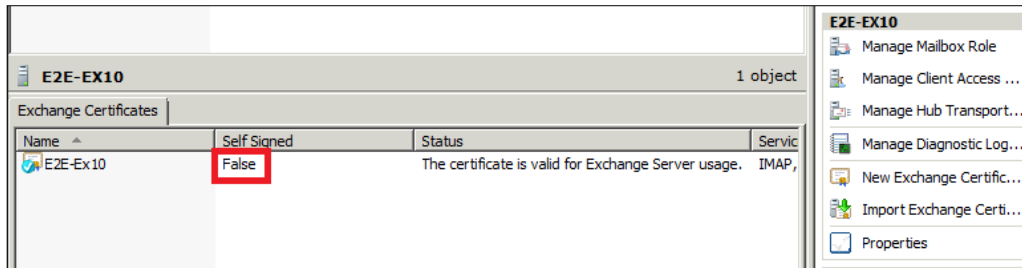 E2E-EX10 1 object
Exchange Certificates
Name Self Signed Status Servic
E2E-Ex10 False The certificate is valid for Exchange Server usage. IMAP,
E2E-EX10
Manage Mailbox Role
Manage Client Access ...
Manage Hub Transport...
Manage Diagnostic Log...
New Exchange Certific...
Import Exchange Certi...
Properties